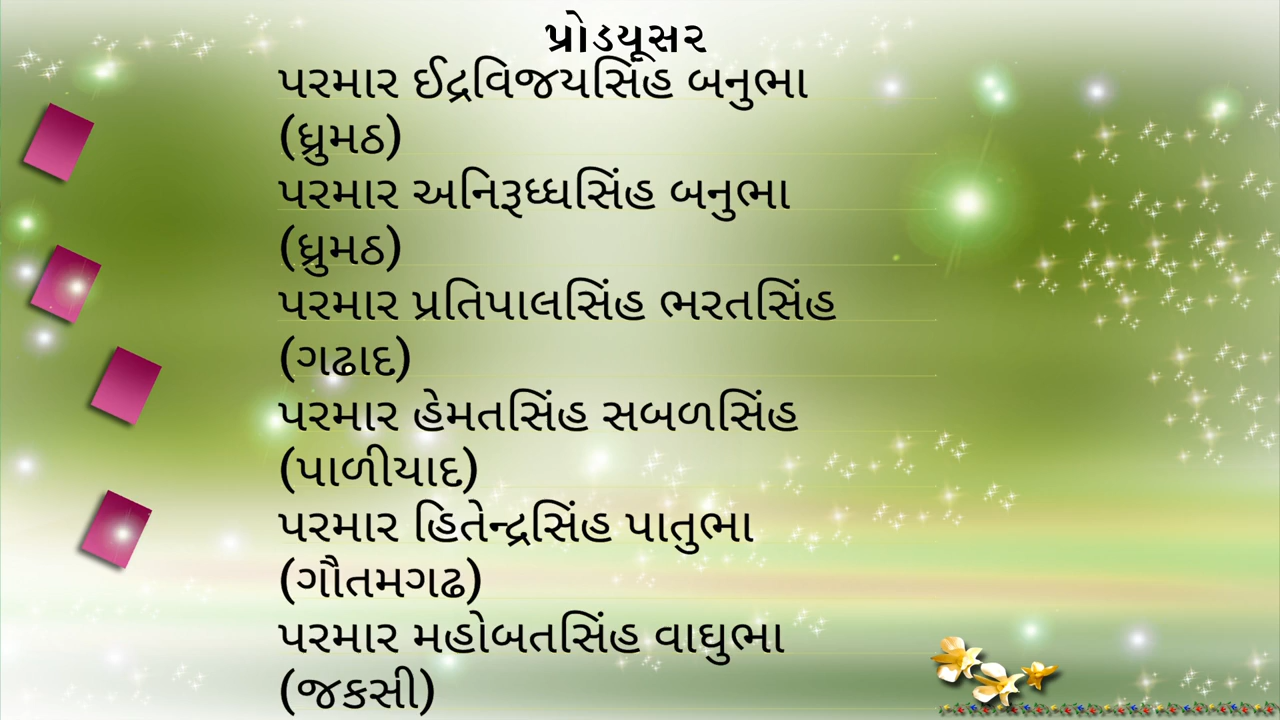 પ્રોડયૂસર
પરમાર ઈદ્રવિજયસિંહ બનુભા
(ધ્રુમઠ)
પરમાર અનિરૂધ્ધસિંહ બનુભા
(ધ્રુમઠ)
પરમાર પ્રતિપાલસિંહ ભરતસિંહ
(ગઢાદ)
પરમાર હેમતસિંહ સબળસિંહ
(પાળીયાદ)
પરમાર હિતેન્દ્રસિંહ પાતુભા
(ગૌતમગઢ)
પરમાર મહોબતસિંહ વાઘુભા
(જકસી)